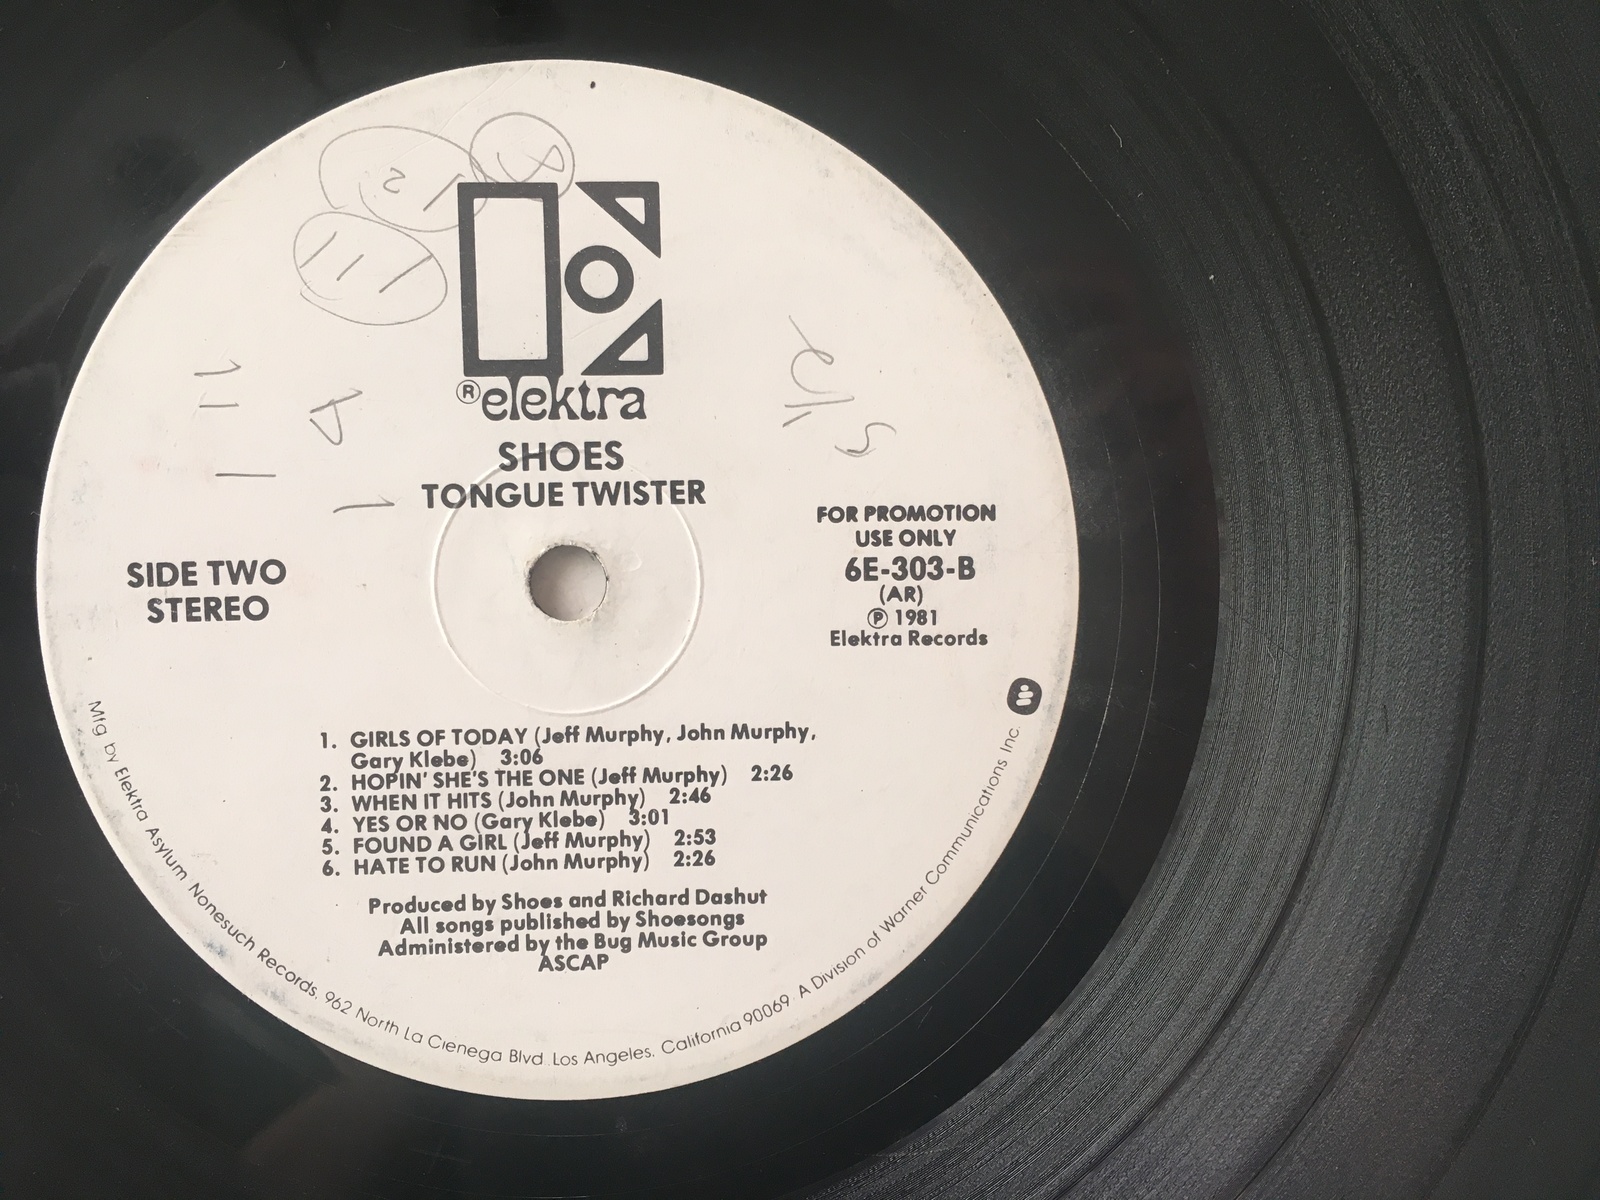 ® elektra
SHOES
TONGUE TWISTER
SIDE TWO
STEREO
FOR PROMOTION
USE ONLY
6E-303-B
(AR)
℗ 1981
Elektra Records
1. GIRLS OF TODAY (Jeff Murphy, John Murphy,
Gary Klebe) 3:06
2. HOPIN' SHE'S THE ONE (Jeff Murphy) 2:26
3. WHEN IT HITS (John Murphy) 2:46
4. YES OR NO (Gary Klebe) 3:01
5. FOUND A GIRL (Jeff Murphy) 2:53
6. HATE TO RUN (John Murphy) 2:26
Produced by Shoes and Richard Dashut
All songs published by Shoesongs
Administered by the Bug Music Group
ASCAP
Mfg by Elektra Asylum Nonesuch Records, 962 North La Cienega Blvd. Los Angeles, California 90069 A Division of Warner Communications Inc.